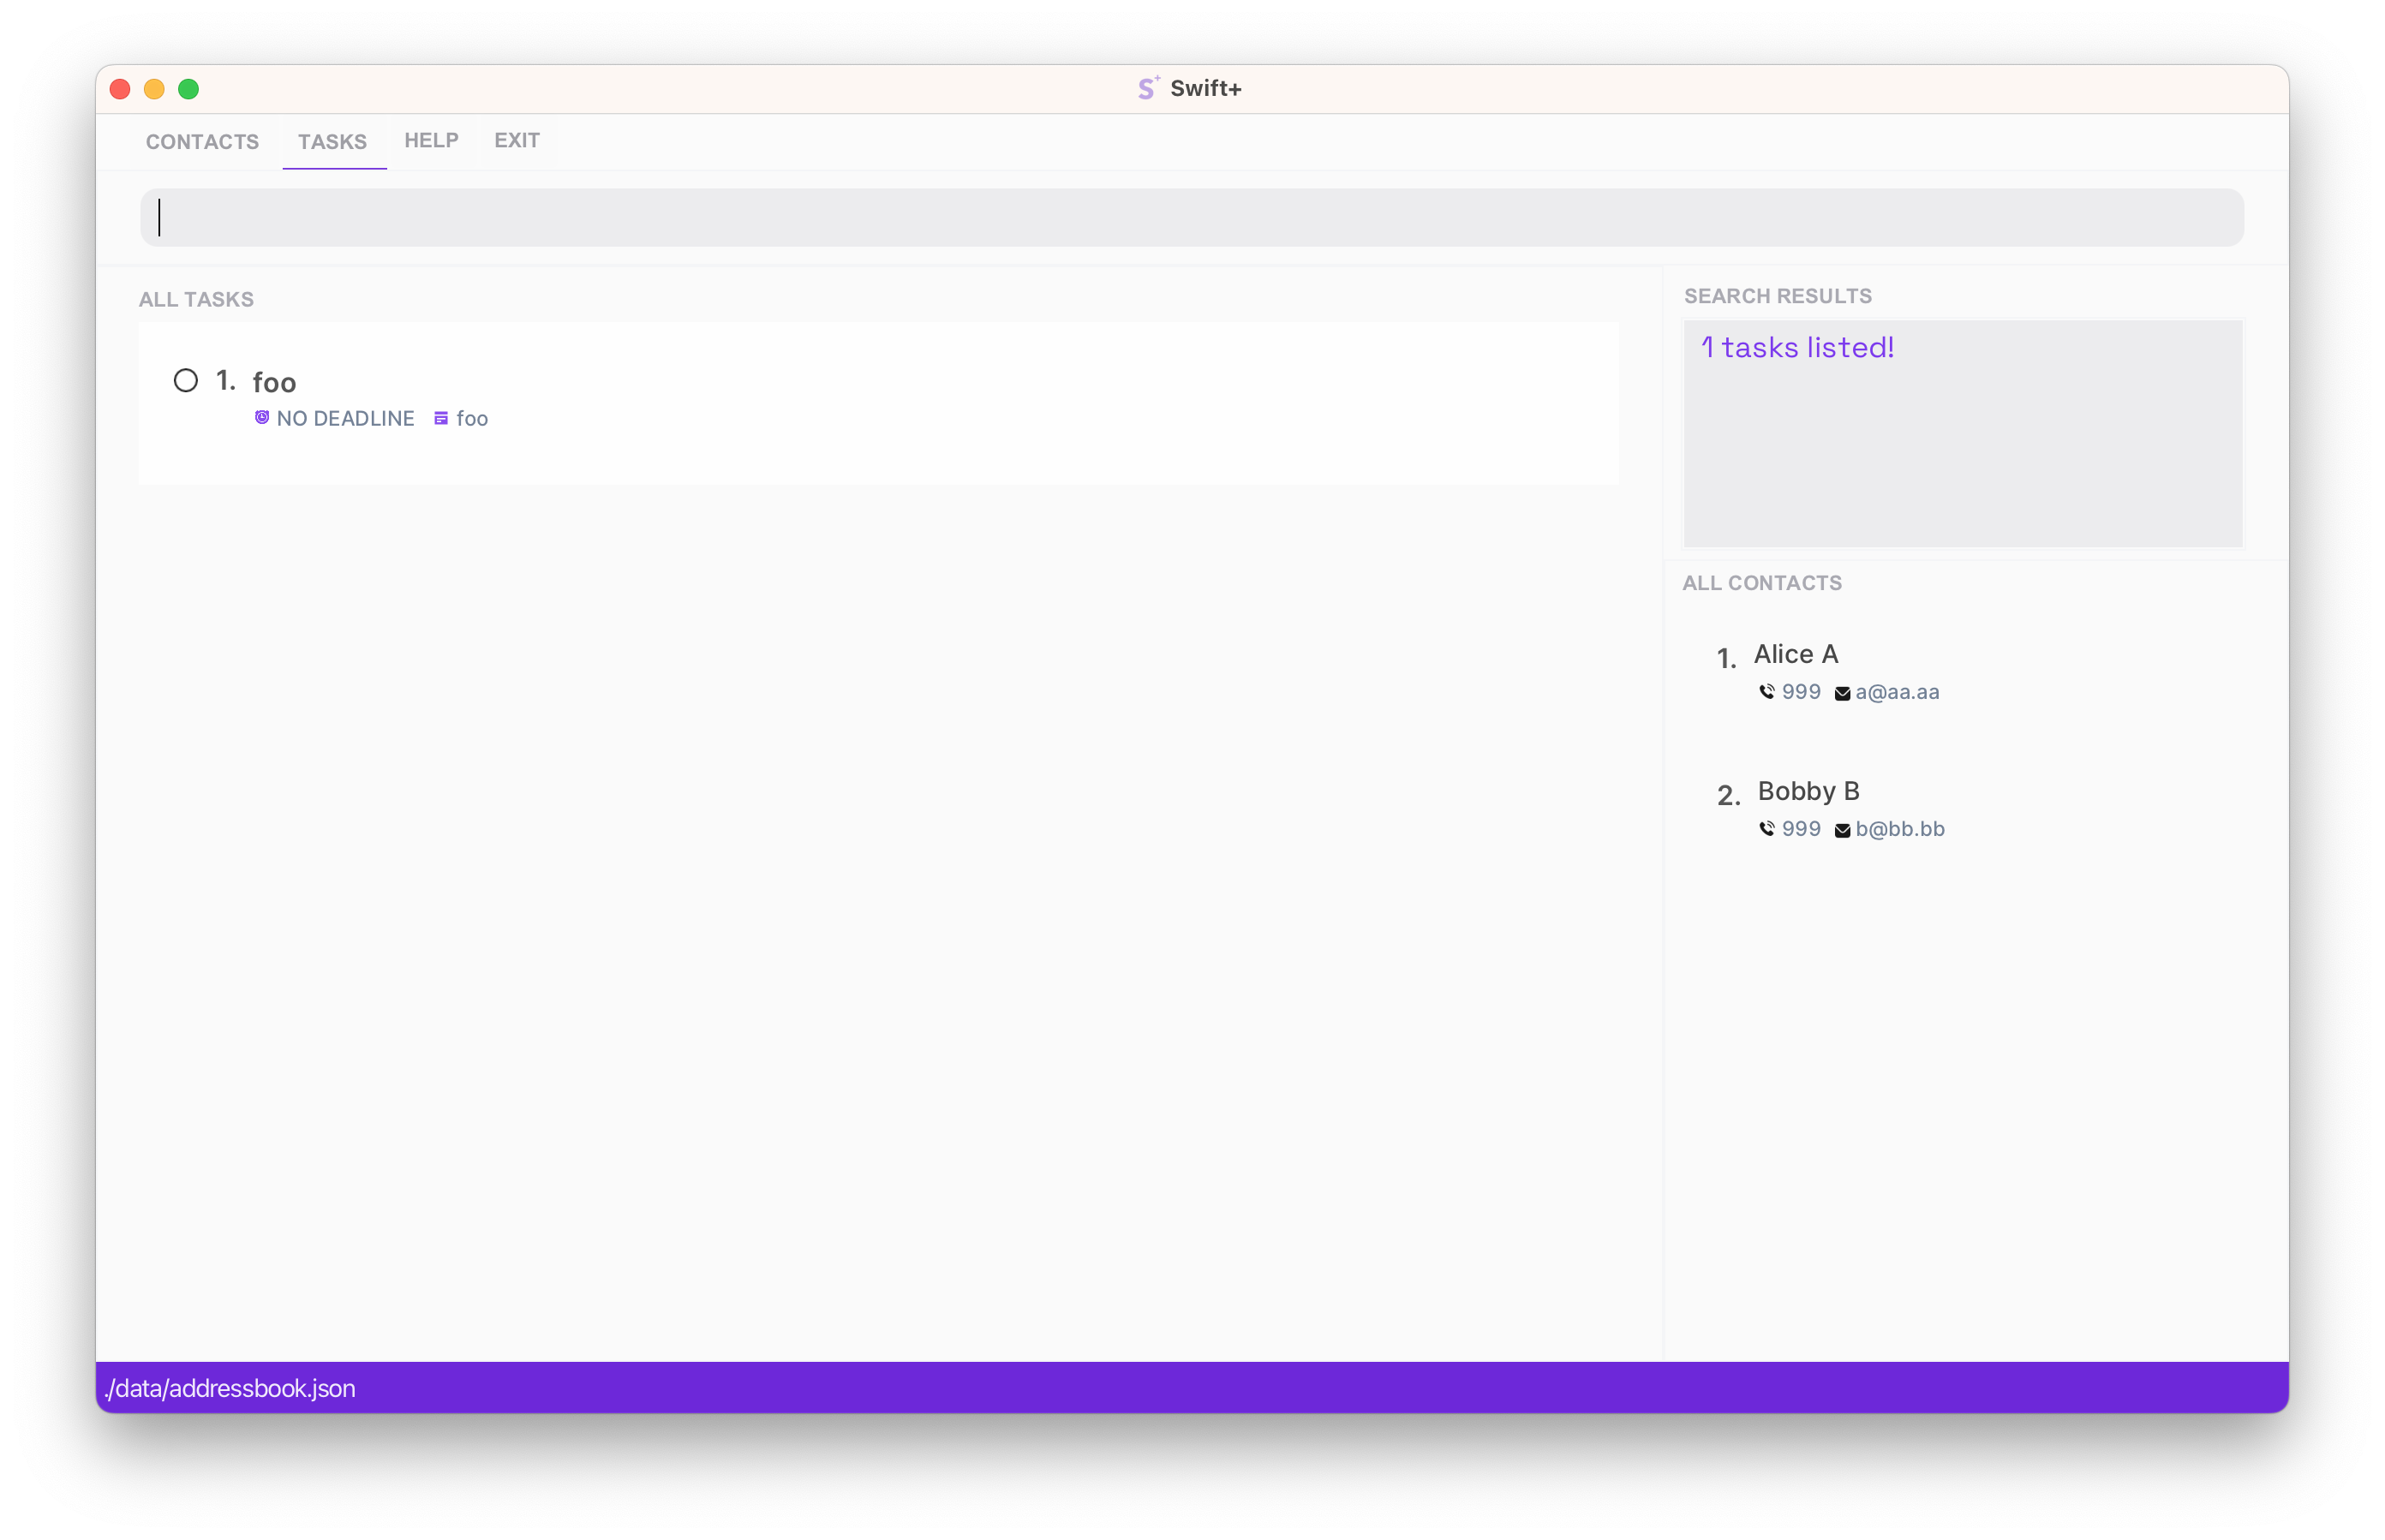 Swift+
CONTACTS TASKS HELP EXIT
ALL TASKS
1. foo
NO DEADLINE foo
SEARCH RESULTS
1 tasks listed!
ALL CONTACTS
1. Alice A
999 a@aa.aa
2. Bobby B
999 b@bb.bb
./data/addressbook.json